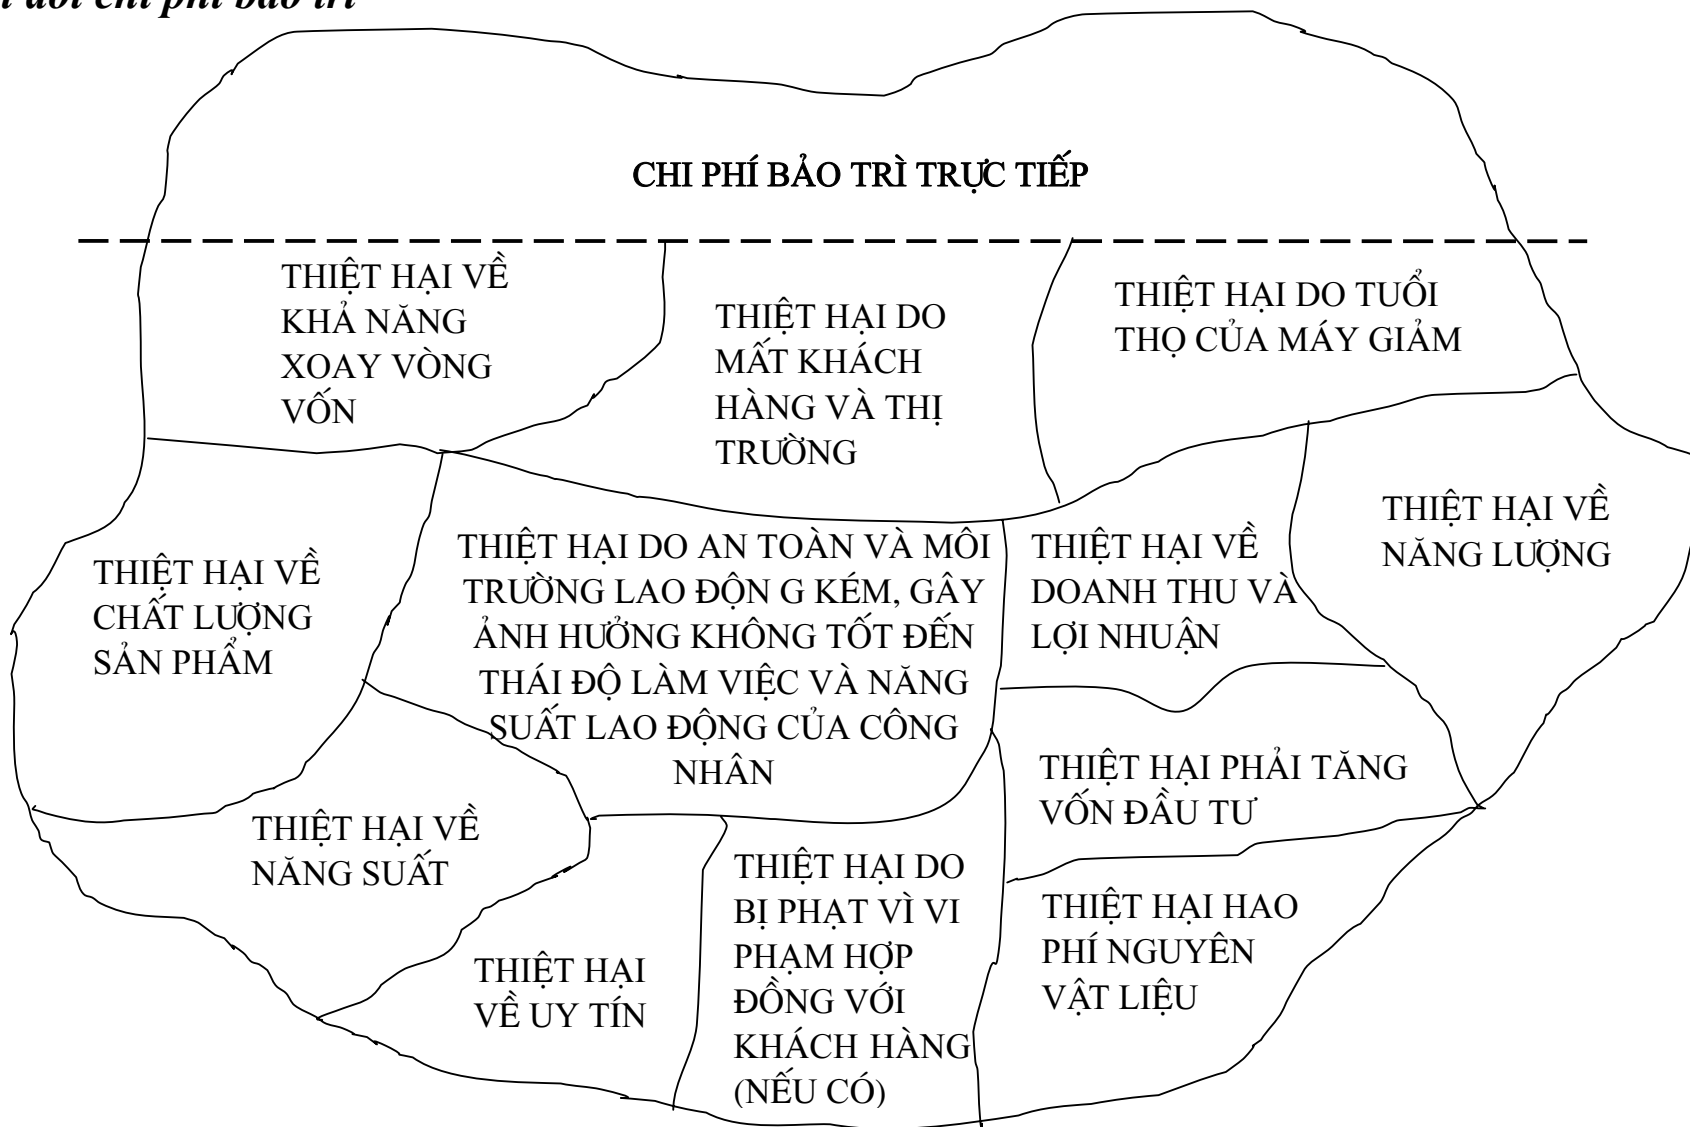 đôi chi phí bảo trì
CHI PHÍ BẢO TRÌ TRỰC TIẾP
THIỆT HẠI VỀ
KHẢ NĂNG
XOAY VÒNG
VỐN
THIỆT HẠI DO
MẤT KHÁCH
HÀNG VÀ THỊ
TRƯỜNG
THIỆT HẠI DO TUỔI
THỌ CỦA MÁY GIẢM
THIỆT HẠI VỀ
CHẤT LƯỢNG
SẢN PHẨM
THIỆT HẠI DO AN TOÀN VÀ MÔI
TRƯỜNG LAO ĐỘN G KÉM, GÂY
ẢNH HƯỞNG KHÔNG TỐT ĐẾN
THÁI ĐỘ LÀM VIỆC VÀ NĂNG
SUẤT LAO ĐỘNG CỦA CÔNG
NHÂN
THIỆT HẠI VỀ
DOANH THU VÀ
LỢI NHUẬN
THIỆT HẠI VỀ
NĂNG LƯỢNG
THIỆT HẠI PHẢI TĂNG
VỐN ĐẦU TƯ
THIỆT HẠI VỀ
NĂNG SUẤT
THIỆT HẠI
VỀ UY TÍN
THIỆT HẠI DO
BỊ PHẠT VÌ VI
PHẠM HỢP
ĐỒNG VỚI
KHÁCH HÀNG
(NẾU CÓ)
THIỆT HẠI HAO
PHÍ NGUYÊN
VẬT LIỆU